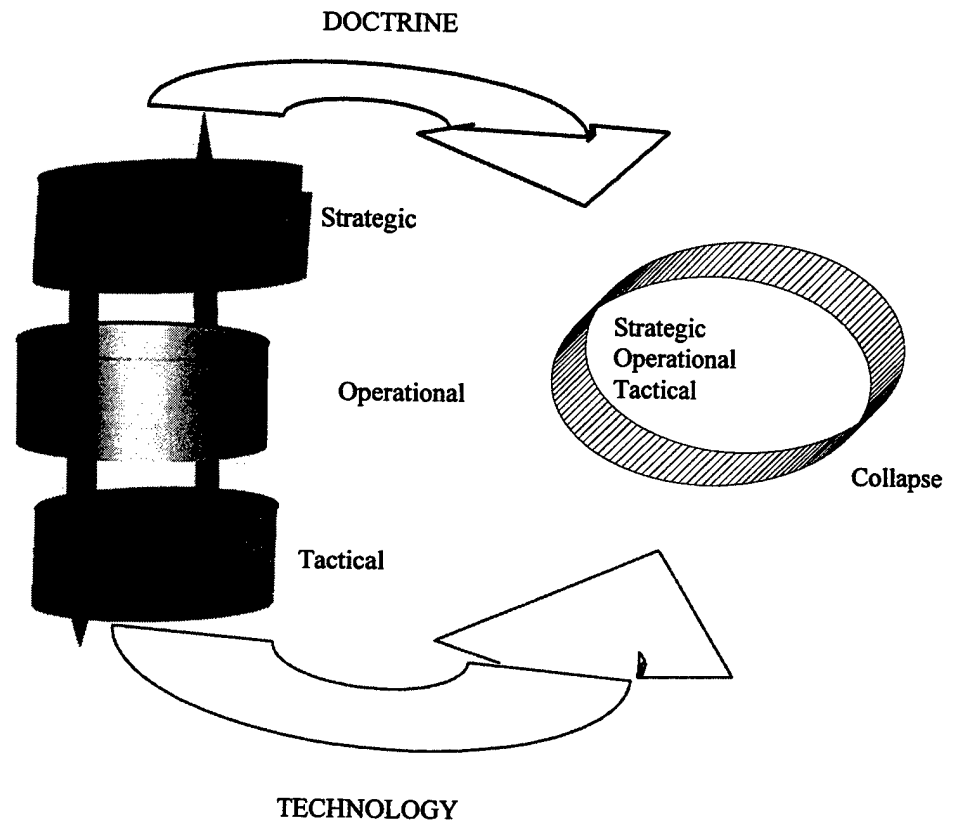 DOCTRINE
Strategic
Operational
Tactical
Strategic
Operational
Tactical
Collapse
TECHNOLOGY